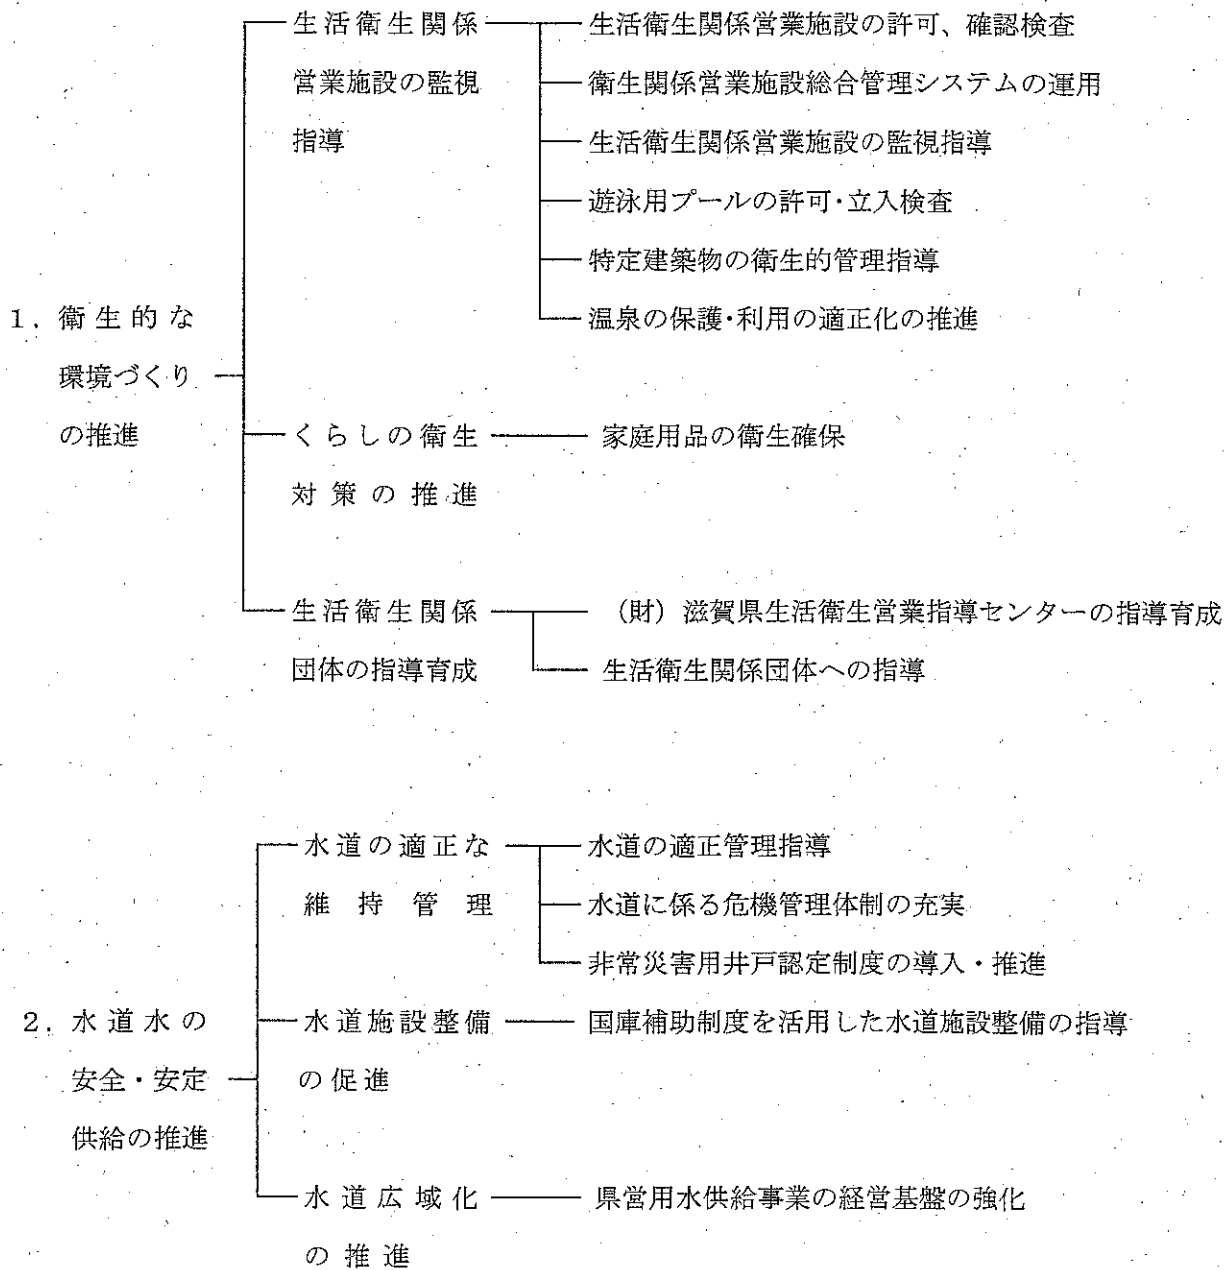 生活衛生関係
営業施設の監視
指導
生活衛生関係営業施設の許可、確認検査
衛生関係営業施設総合管理システムの運用
生活衛生関係営業施設の監視指導
遊泳用プールの許可・立入検査
特定建築物の衛生的管理指導
温泉の保護・利用の適正化の推進
1．衛生的な
環境づくり
の推進
くらしの衛生
対策の推進
家庭用品の衛生確保
生活衛生関係
団体の指導育成
（財）滋賀県生活衛生営業指導センターの指導育成
生活衛生関係団体への指導
水道の適正な
維持管理
水道の適正管理指導
水道に係る危機管理体制の充実
非常災害用井戸認定制度の導入・推進
2．水道水の
安全・安定
供給の推進
水道施設整備
の促進
国庫補助制度を活用した水道施設整備の指導
水道広域化
の推進
県営用水供給事業の経営基盤の強化